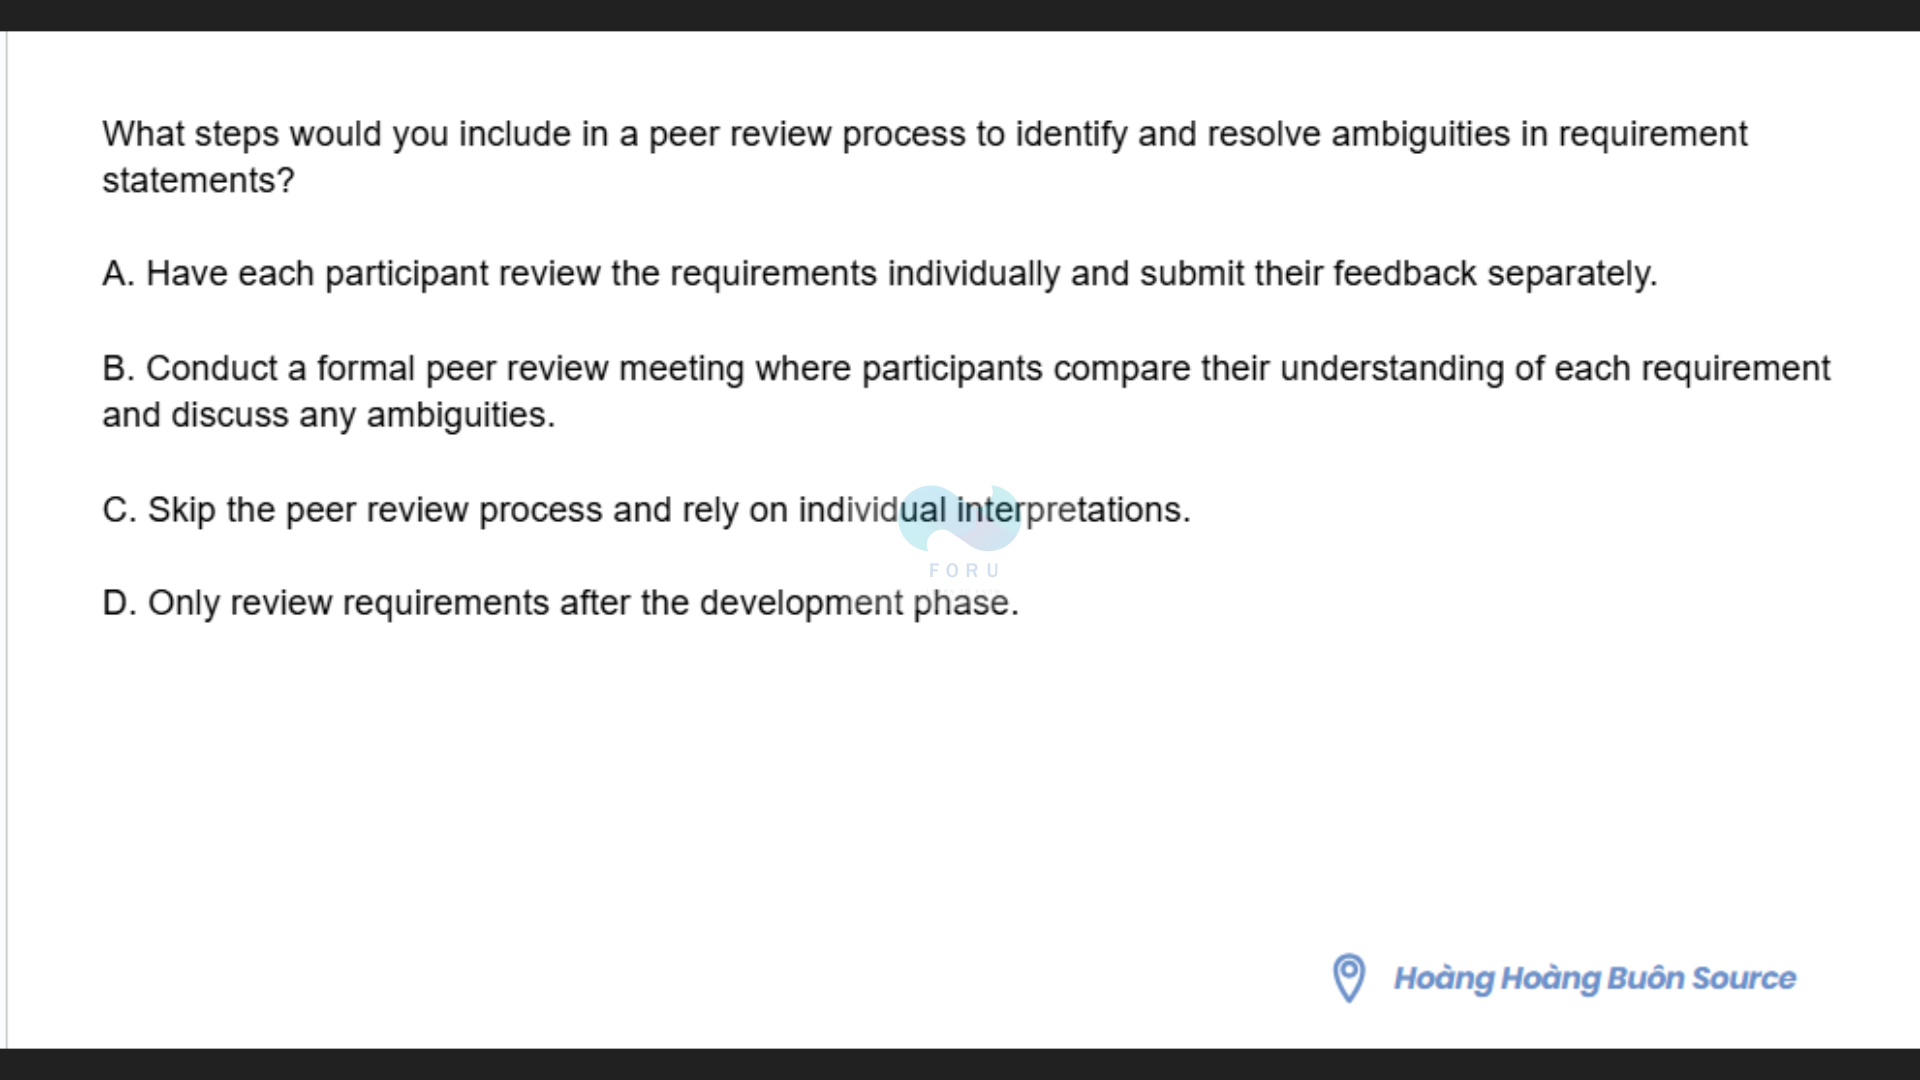 What steps would you include in a peer review process to identify and resolve ambiguities in requirement
statements?
A. Have each participant review the requirements individually and submit their feedback separately.
B. Conduct a formal peer review meeting where participants compare their understanding of each requirement
and discuss any ambiguities.
C. Skip the peer review process and rely on individual interpretations.
FORU
D. Only review requirements after the development phase.
Hoàng Hoàng Buôn Source